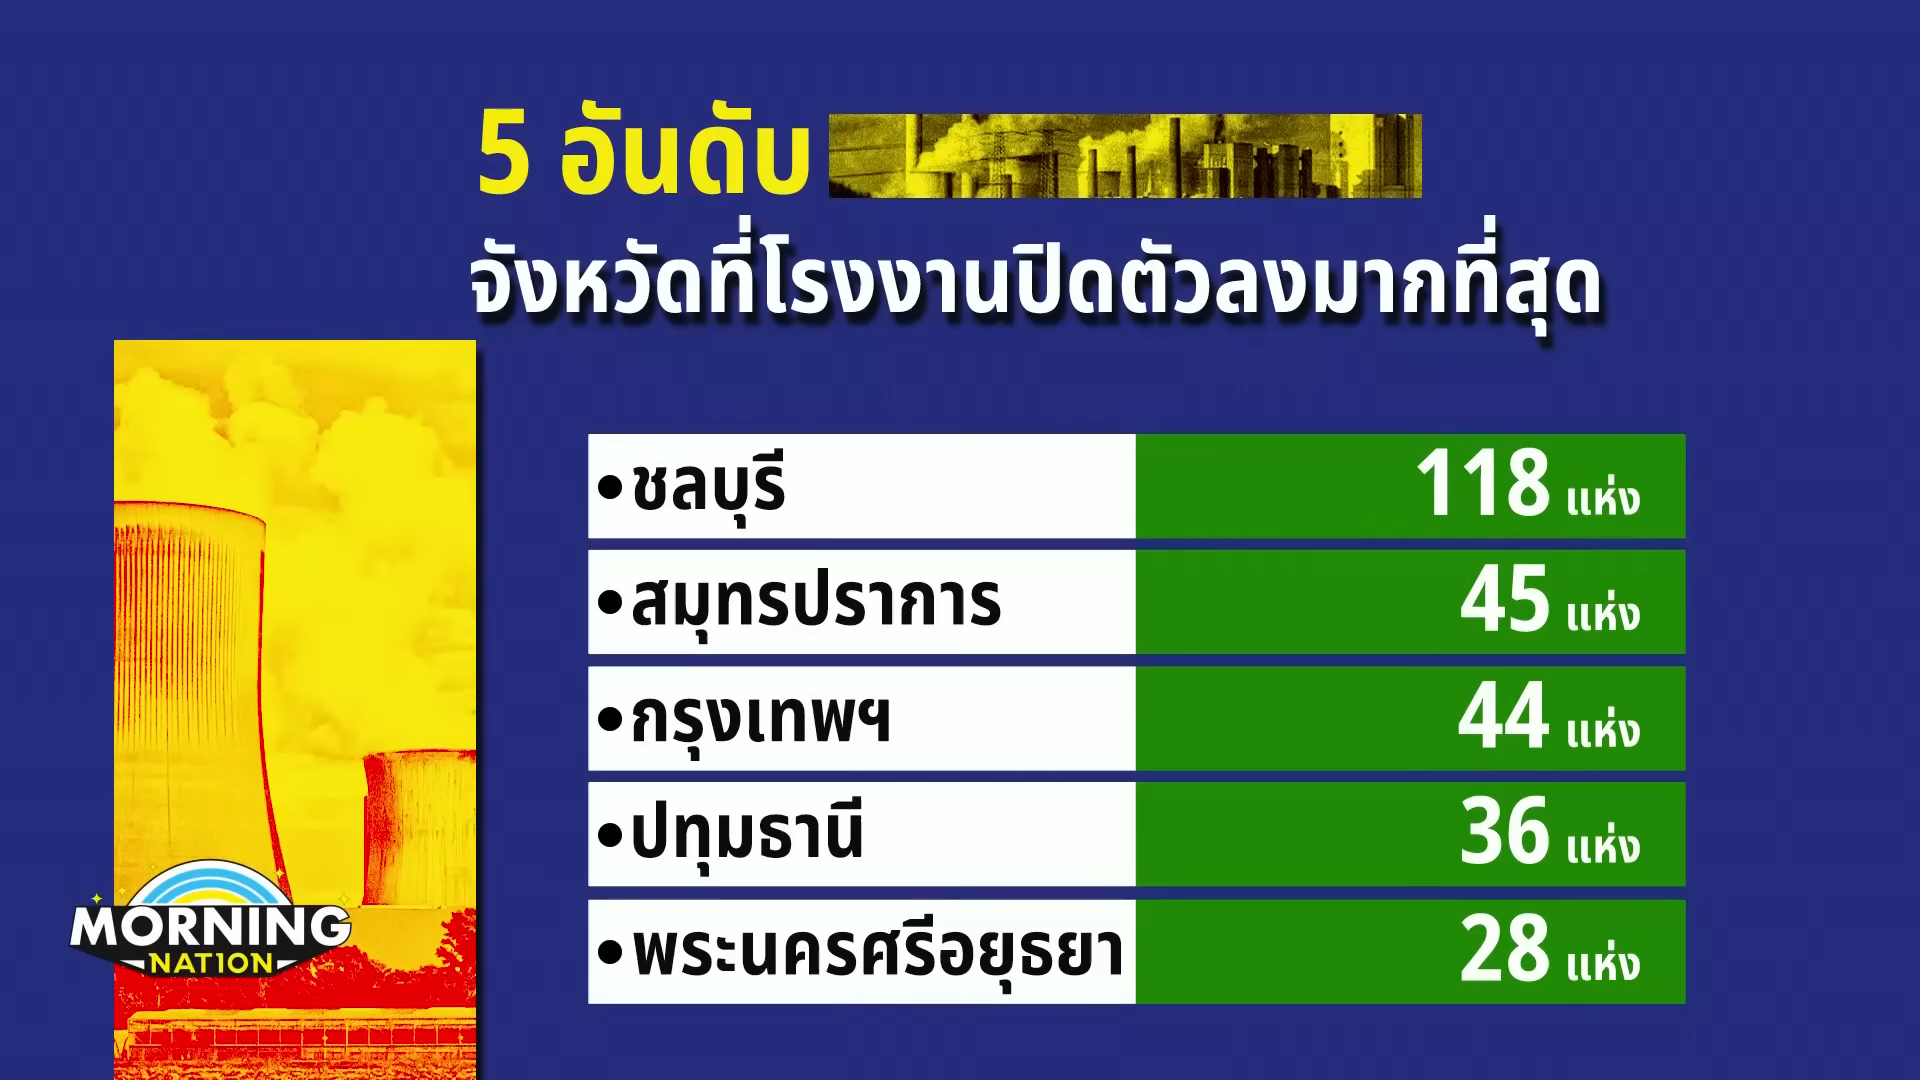 5 อันดับ
จังหวัดที่โรงงานปิดตัวลงมากที่สุด
•ชลบุรี 118 แห่ง
•สมุทรปราการ 45 แห่ง
•กรุงเทพฯ 44 แห่ง
•ปทุมธานี 36 แห่ง
•พระนครศรีอยุธยา 28 แห่ง
MORNING
NATION